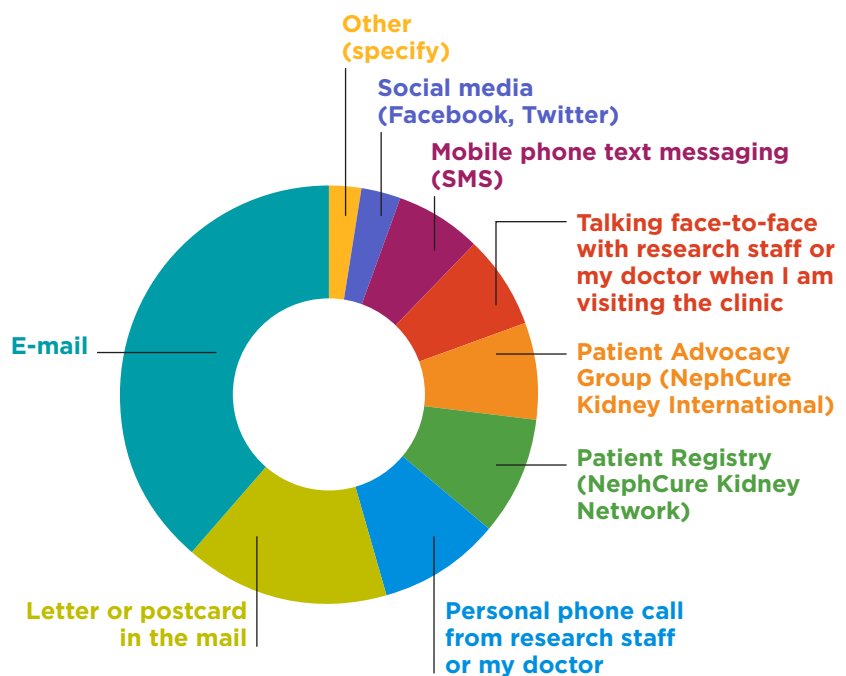 Other
(specify)
Social media
(Facebook, Twitter)
Mobile phone text messaging
(SMS)
Talking face-to-face
with research staff or
my doctor when I am
visiting the clinic
E-mail
Patient Advocacy
Group (NephCure
Kidney International)
Patient Registry
(NephCure Kidney
Network)
Letter or postcard
in the mail
Personal phone call
from research staff
or my doctor